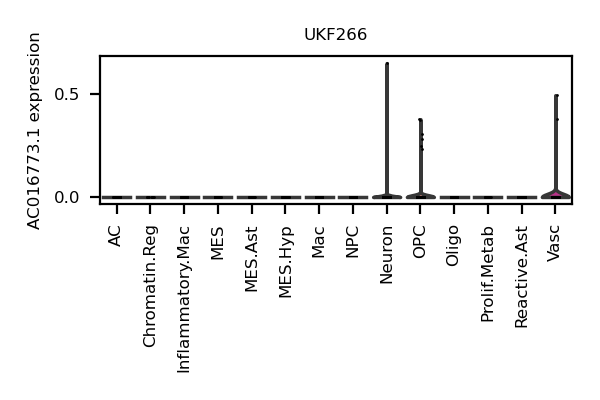 UKF266
AC016773.1 expression
0.5
0.0
AC
Chromatin.Reg
Inflammatory.Mac
MES
MES.Ast
MES.Hyp
Mac
NPC
Neuron
OPC
Oligo
Prolif.Metab
Reactive.Ast
Vasc